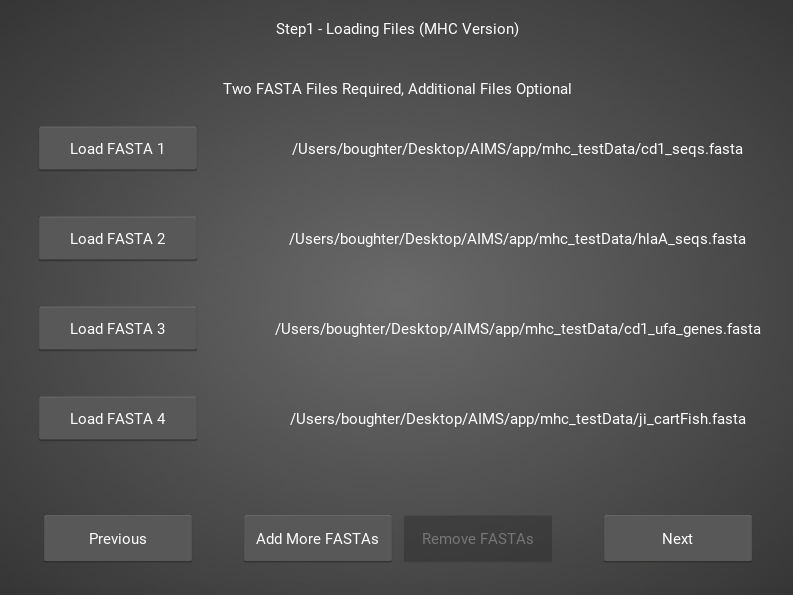 Step1 - Loading Files (MHC Version)
Two FASTA Files Required, Additional Files Optional
Load FASTA 1 /Users/boughter/Desktop/AIMS/app/mhc_testData/cd1_seqs.fasta
Load FASTA 2 /Users/boughter/Desktop/AIMS/app/mhc_testData/hlaA_seqs.fasta
Load FASTA 3 /Users/boughter/Desktop/AIMS/app/mhc_testData/cd1_ufa_genes.fasta
Load FASTA 4 /Users/boughter/Desktop/AIMS/app/mhc_testData/ji_cartFish.fasta
Previous Add More FASTAs Remove FASTAs Next